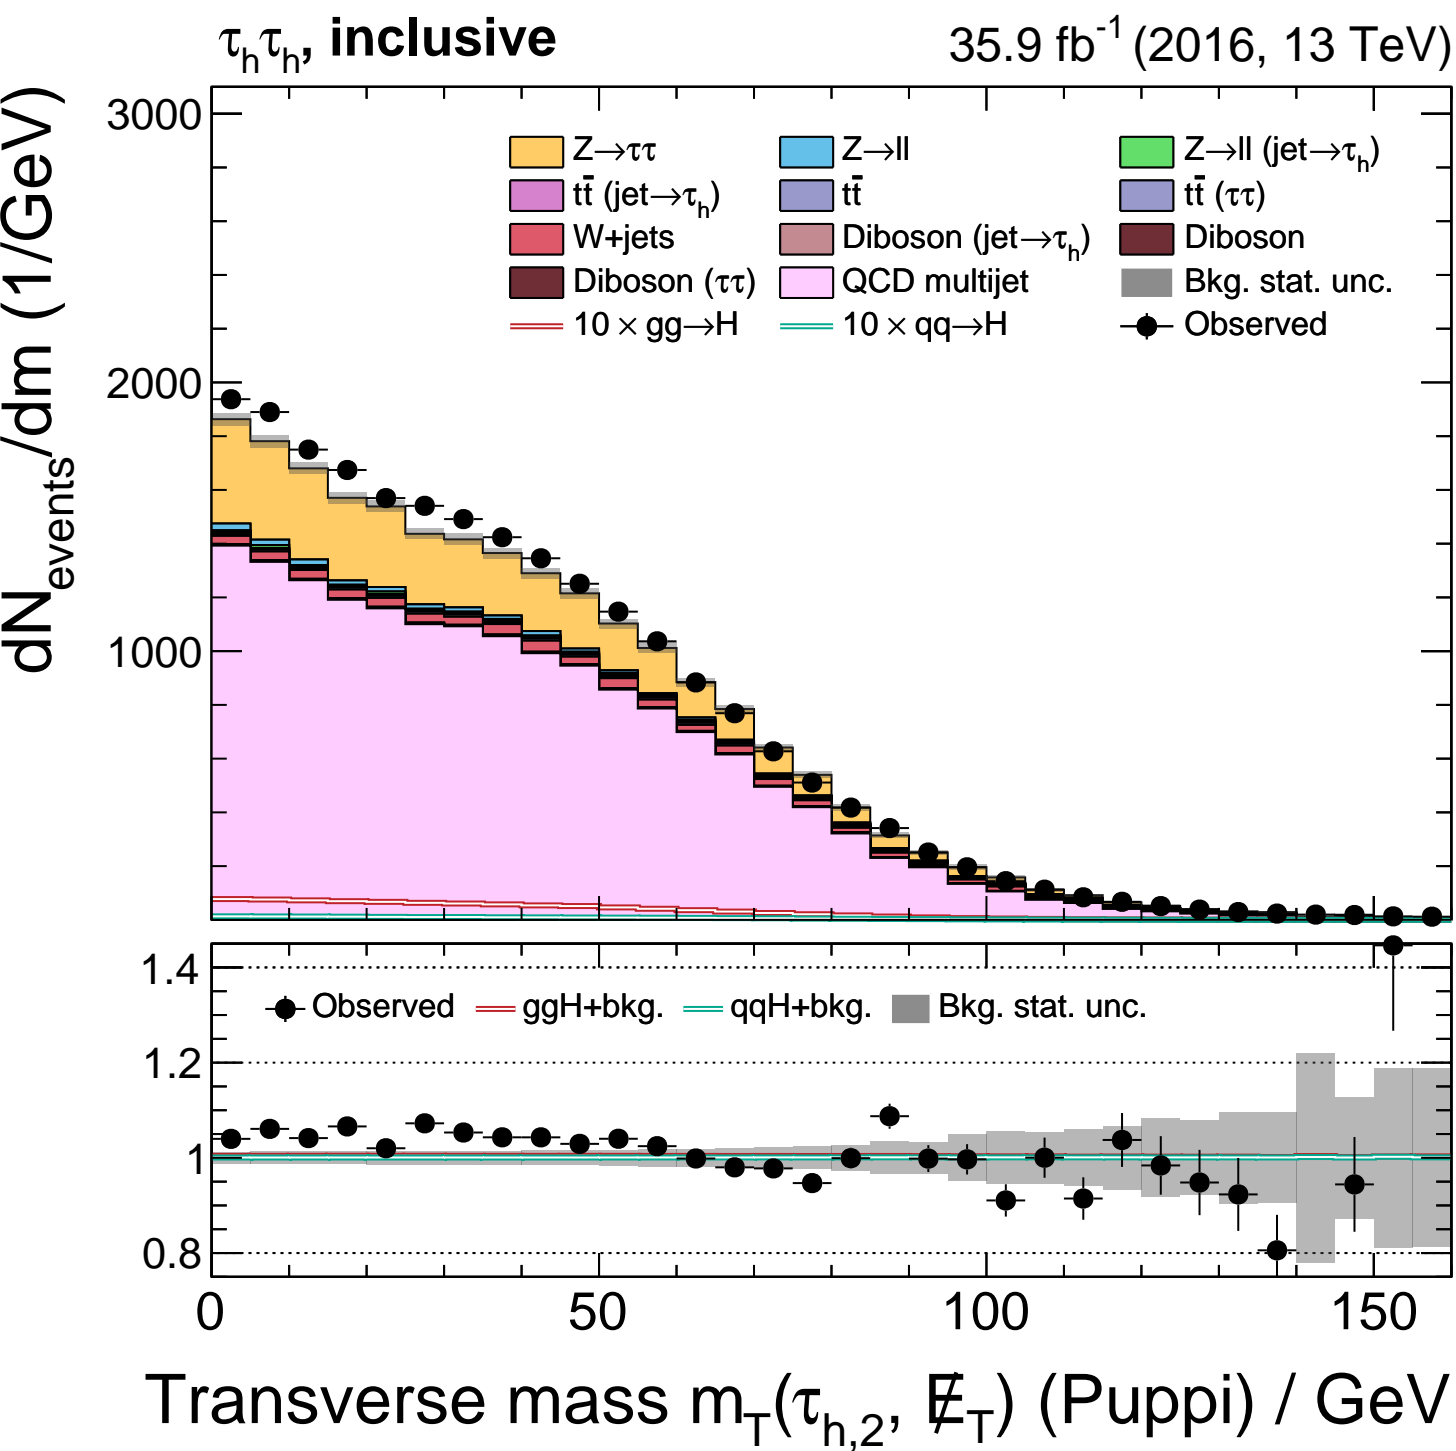 τhτh, inclusive 35.9 fb-1 (2016, 13 TeV)
dNevents/dm (1/GeV)
3000
2000
1000
Z→ττ Z→ll Z→ll (jet→τh)
tt̄ (jet→τh) tt̄ tt̄ (ττ)
W+jets Diboson (jet→τh) Diboson
Diboson (ττ) QCD multijet Bkg. stat. unc.
10 × gg→H 10 × qq→H Observed
1.4
1.2
1
0.8
Observed ggH+bkg. qqH+bkg. Bkg. stat. unc.
0 50 100 150
Transverse mass mT(τh,2, E̸T) (Puppi) / GeV